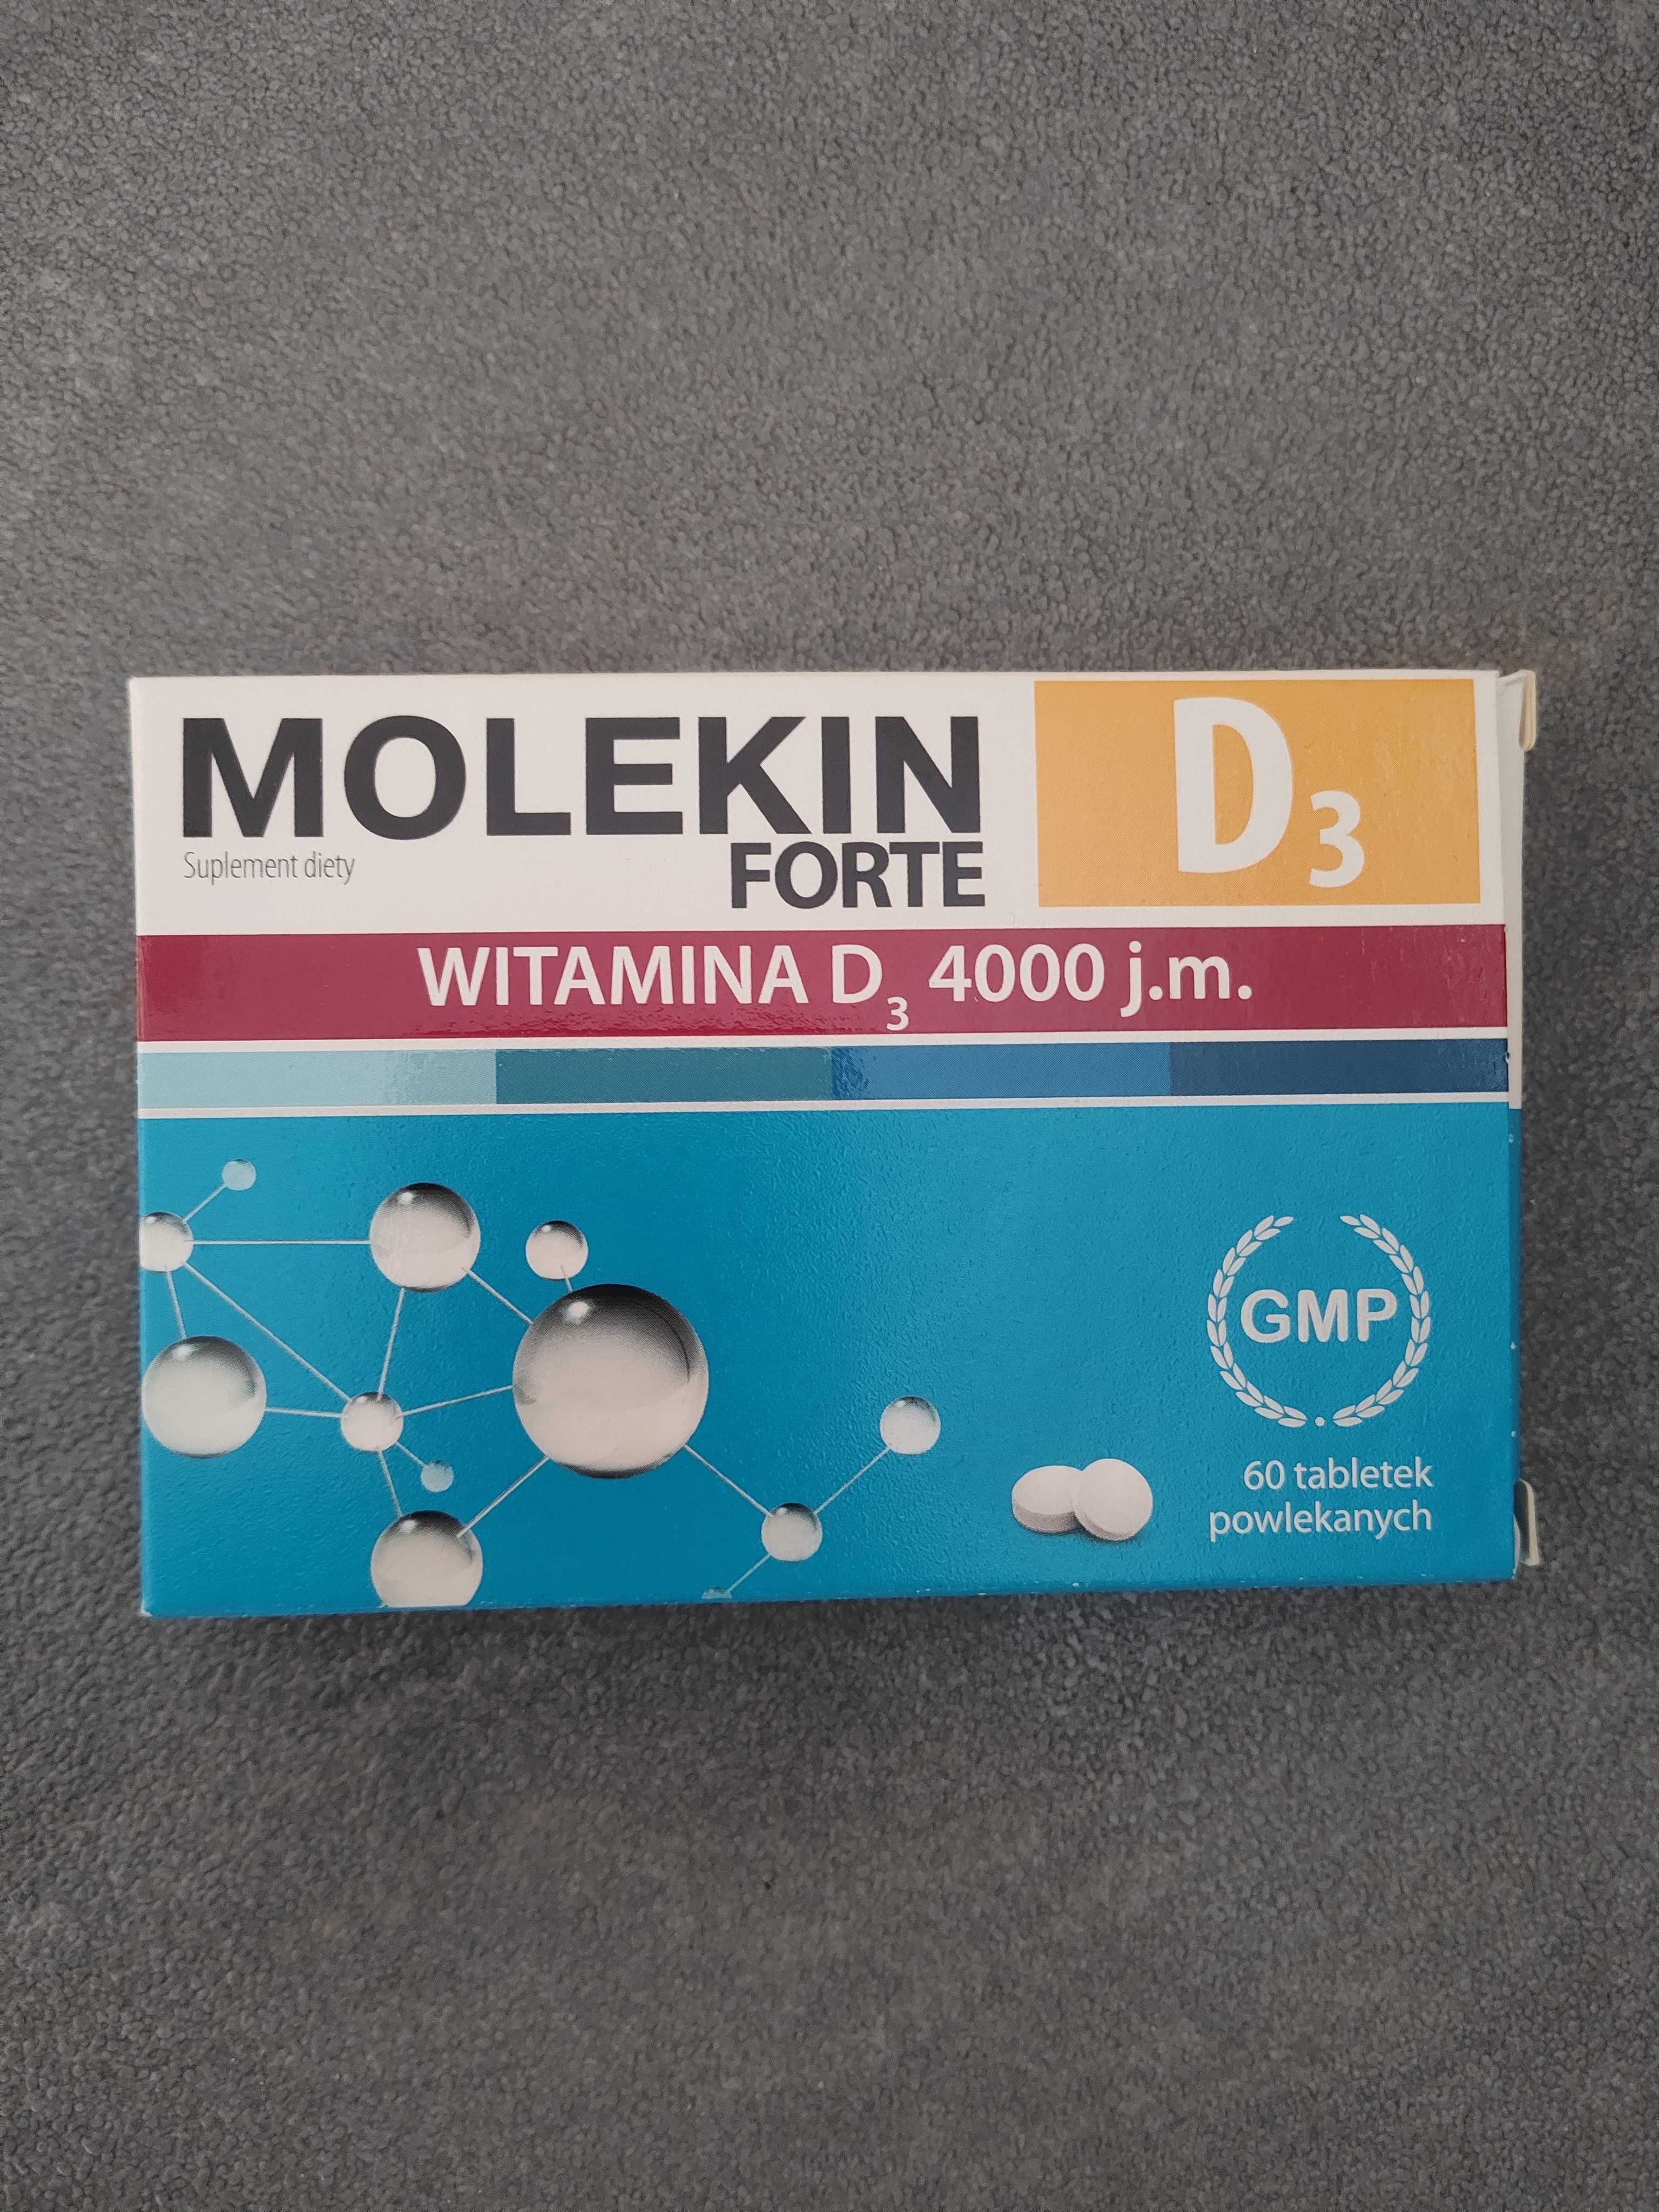 MOLEKIN
FORTE
Suplement diety
D₃
WITAMINA D₃ 4000 j.m.
GMP
60 tabletek
powlekanych